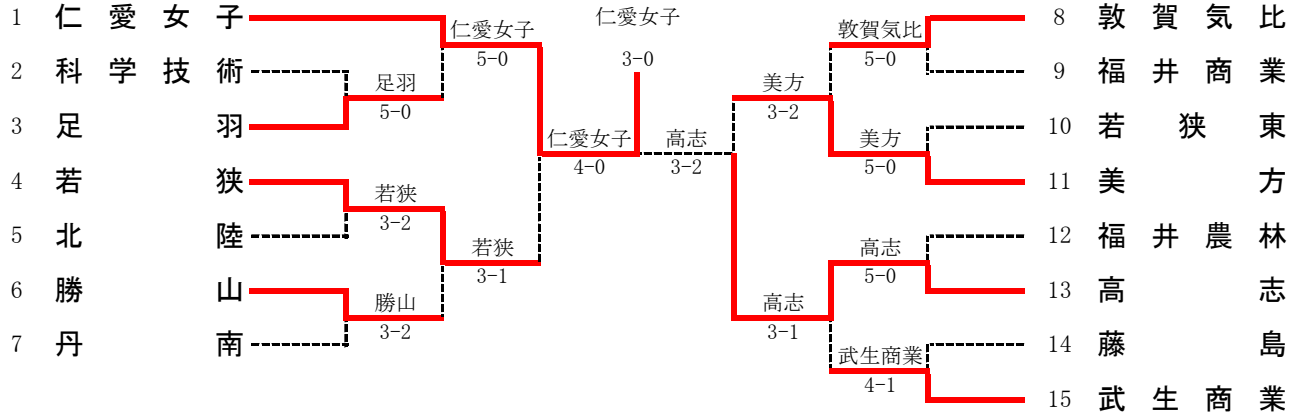 1 仁愛女子
2 科学技術
3 足羽
4 若狭
5 北陸
6 勝山
7 丹南
足羽
5-0
若狭
3-2
勝山
3-2
仁愛女子
5-0
若狭
3-1
仁愛女子
4-0
仁愛女子
3-0
高志
3-2
美方
3-2
高志
3-1
敦賀気比
5-0
美方
5-0
高志
5-0
武生商業
4-1
8 敦賀気比
9 福井商業
10 若狭東
11 美方
12 福井農林
13 高志
14 藤島
15 武生商業